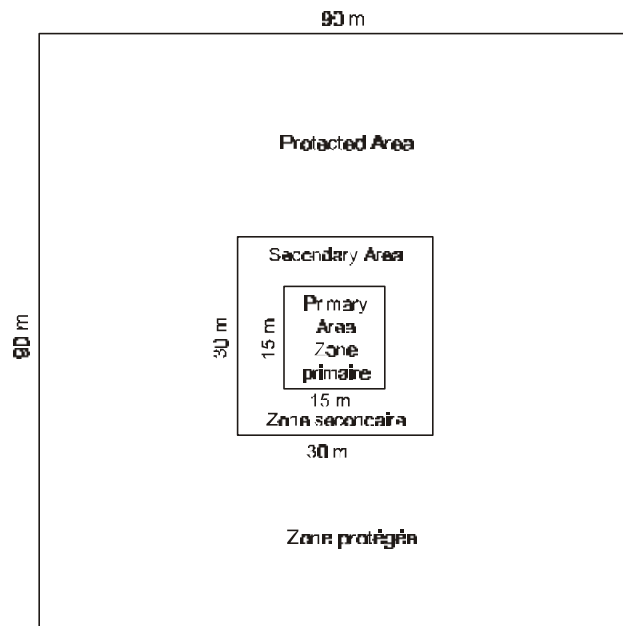 90 m
Protected Area
90 m
Secondary Area
30 m
15 m
Primary
Area
Zone
primaire
15 m
Zone secondaire
30 m
Zone protégée